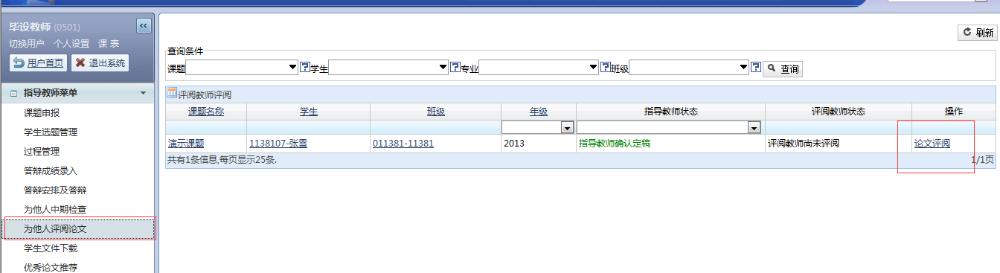 毕设教师 (0501)
<<
切换用户 个人设置 课 表
用户首页 退出系统
指导教师菜单
课题申报
学生选题管理
过程管理
答辩成绩录入
答辩安排及答辩
为他人中期检查
为他人评阅论文
学生文件下载
优秀论文推荐
刷新
查询条件
课题 ? 学生 ? 专业 ? 班级 ? 查询
评阅教师评阅
课题名称 学生 班级 年级 指导教师状态 评阅教师状态 操作
演示课题 1138107-张雪 011381-11381 2013 指导教师确认定稿 评阅教师尚未评阅 论文评阅
共有1条信息,每页显示25条. 1/1页